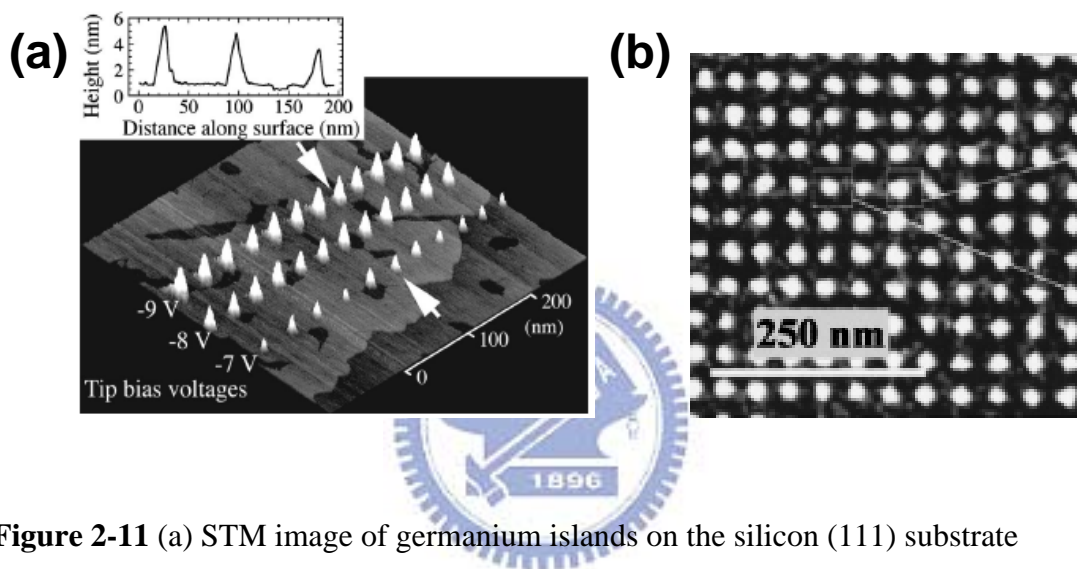 (a)
6
4
2
0
Height (nm)
0 50 100 150 200
Distance along surface (nm)
-9 V
-8 V
-7 V
Tip bias voltages
0
100
200
(nm)
(b)
250 nm
1896
Figure 2-11 (a) STM image of germanium islands on the silicon (111) substrate